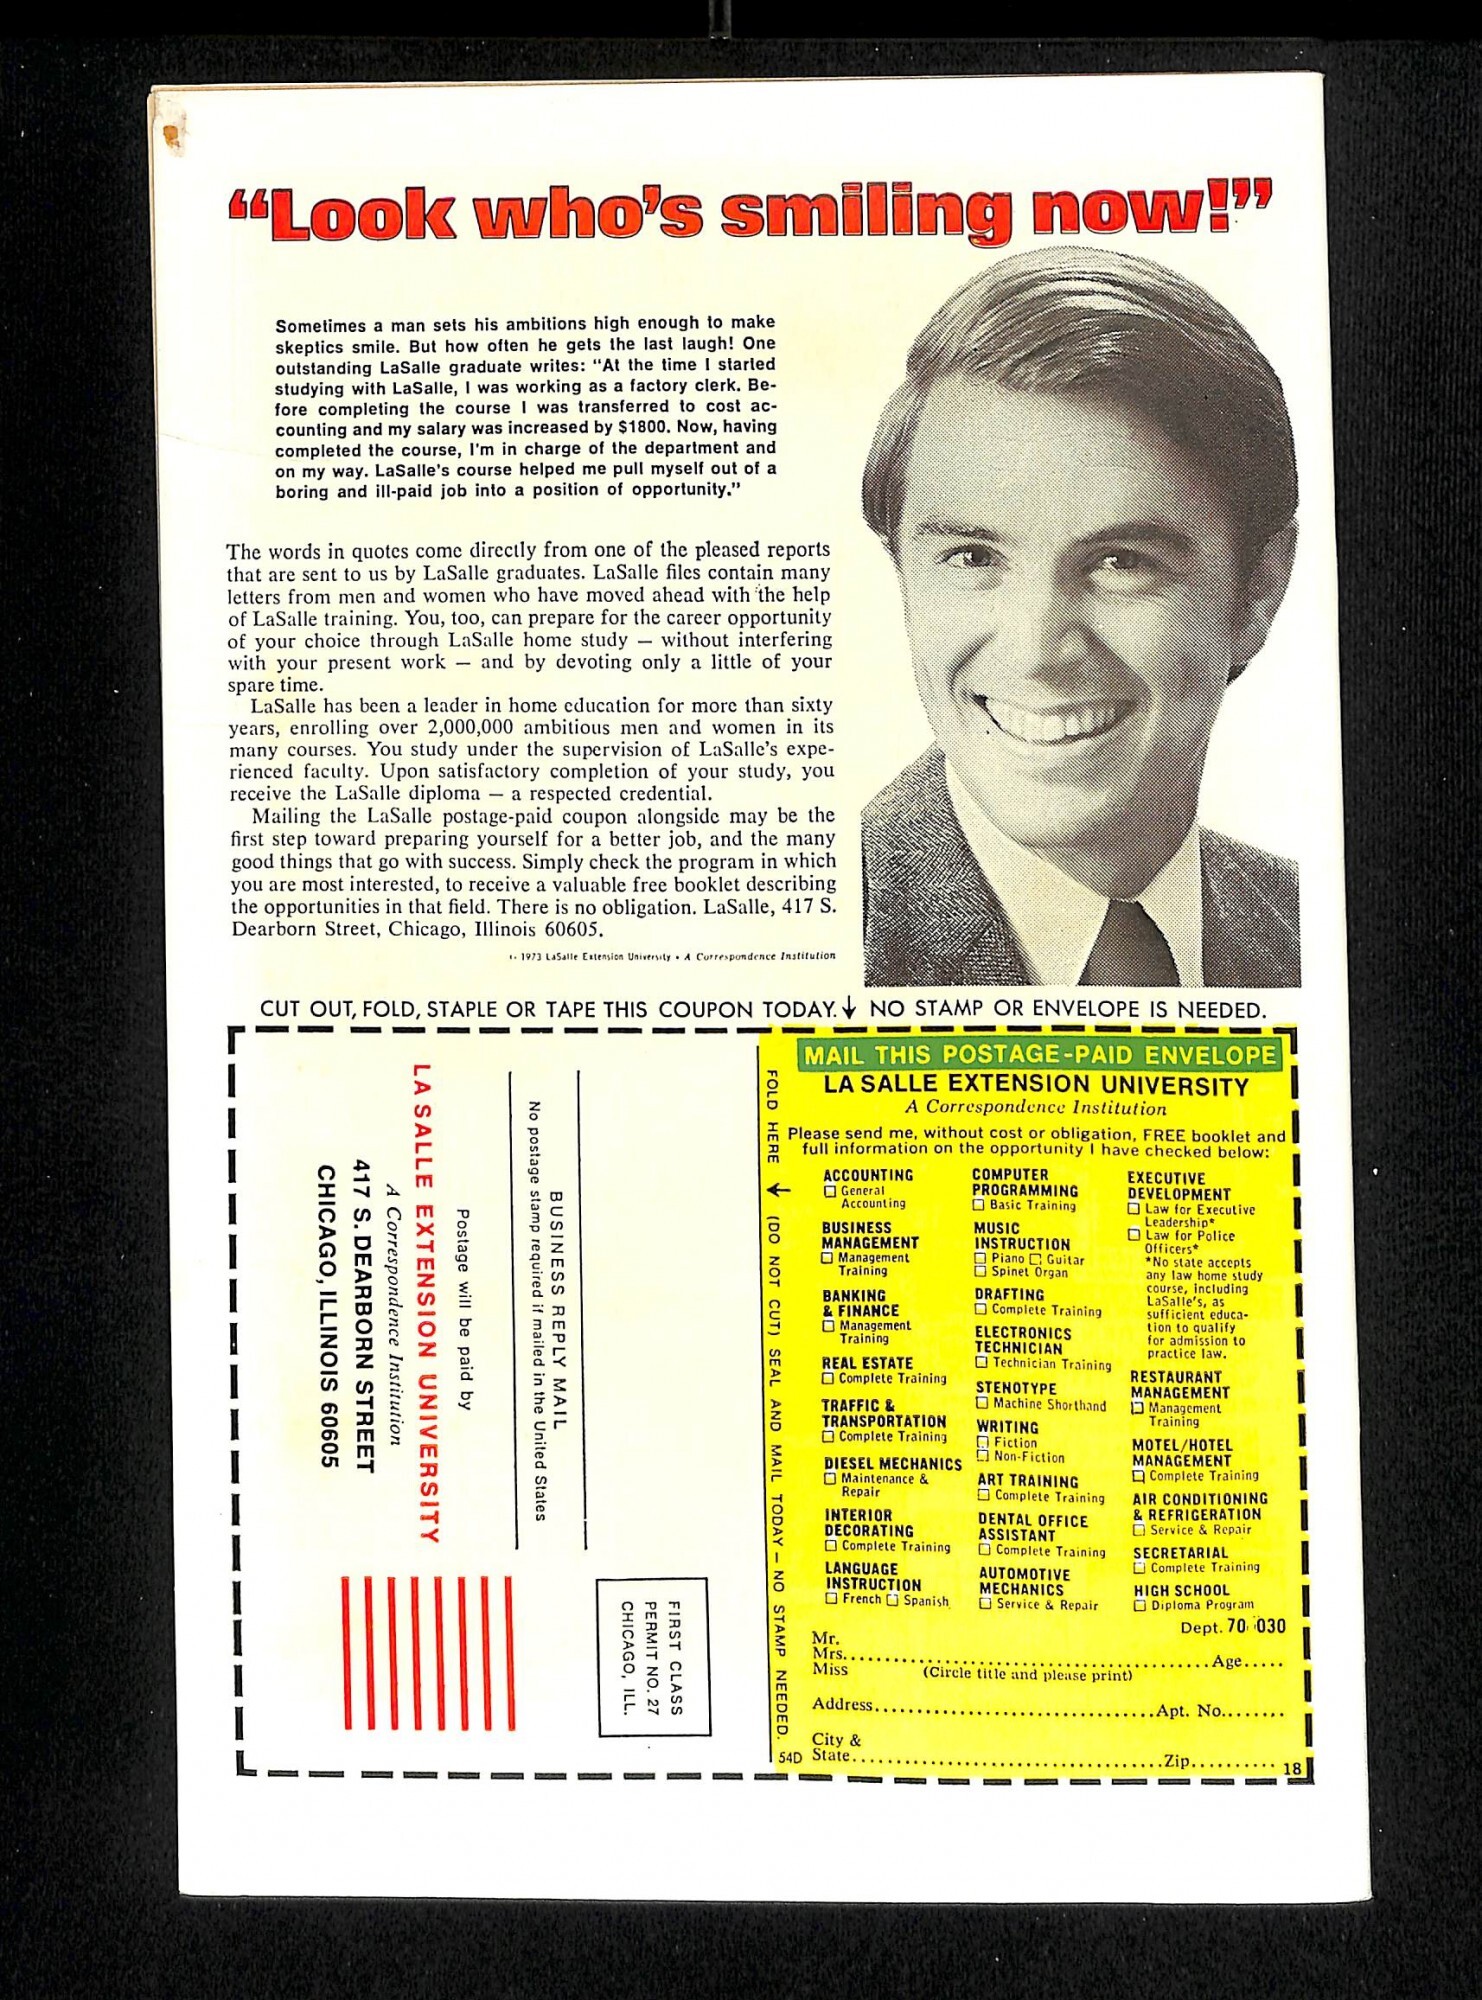 “Look who's smiling now!”
Sometimes a man sets his ambitions high enough to make
skeptics smile. But how often he gets the last laugh! One
outstanding LaSalle graduate writes: “At the time I started
studying with LaSalle, I was working as a factory clerk. Be-
fore completing the course I was transferred to cost ac-
counting and my salary was increased by $1800. Now, having
completed the course, I'm in charge of the department and
on my way. LaSalle's course helped me pull myself out of a
boring and ill-paid job into a position of opportunity.”
The words in quotes come directly from one of the pleased reports
that are sent to us by LaSalle graduates. LaSalle files contain many
letters from men and women who have moved ahead with the help
of LaSalle training. You, too, can prepare for the career opportunity
of your choice through LaSalle home study — without interfering
with your present work — and by devoting only a little of your
spare time.
LaSalle has been a leader in home education for more than sixty
years, enrolling over 2,000,000 ambitious men and women in its
many courses. You study under the supervision of LaSalle's expe-
rienced faculty. Upon satisfactory completion of your study, you
receive the LaSalle diploma — a respected credential.
Mailing the LaSalle postage-paid coupon alongside may be the
first step toward preparing yourself for a better job, and the many
good things that go with success. Simply check the program in which
you are most interested, to receive a valuable free booklet describing
the opportunities in that field. There is no obligation. LaSalle, 417 S.
Dearborn Street, Chicago, Illinois 60605.
1973 LaSalle Extension University • A Correspondence Institution
CUT OUT, FOLD, STAPLE OR TAPE THIS COUPON TODAY. ↓ NO STAMP OR ENVELOPE IS NEEDED.
FIRST CLASS
PERMIT NO. 27
CHICAGO, ILL.
BUSINESS REPLY MAIL
No postage stamp required if mailed in the United States
Postage will be paid by
LA SALLE EXTENSION UNIVERSITY
A Correspondence Institution
417 S. DEARBORN STREET
CHICAGO, ILLINOIS 60605
FOLD HERE → (DO NOT CUT) SEAL AND MAIL TODAY — NO STAMP NEEDED.
54D
MAIL THIS POSTAGE-PAID ENVELOPE
LA SALLE EXTENSION UNIVERSITY
A Correspondence Institution
Please send me, without cost or obligation, FREE booklet and
full information on the opportunity I have checked below:
ACCOUNTING
☐ General
Accounting
BUSINESS
MANAGEMENT
☐ Management
Training
BANKING
& FINANCE
☐ Management
Training
REAL ESTATE
☐ Complete Training
TRAFFIC &
TRANSPORTATION
☐ Complete Training
DIESEL MECHANICS
☐ Maintenance &
Repair
INTERIOR
DECORATING
☐ Complete Training
LANGUAGE
INSTRUCTION
☐ French ☐ Spanish
COMPUTER
PROGRAMMING
☐ Basic Training
MUSIC
INSTRUCTION
☐ Piano ☐ Guitar
☐ Spinet Organ
DRAFTING
☐ Complete Training
ELECTRONICS
TECHNICIAN
☐ Technician Training
STENOTYPE
☐ Machine Shorthand
WRITING
☐ Fiction
☐ Non-Fiction
ART TRAINING
☐ Complete Training
DENTAL OFFICE
ASSISTANT
☐ Complete Training
AUTOMOTIVE
MECHANICS
☐ Service & Repair
EXECUTIVE
DEVELOPMENT
☐ Law for Executive
Leadership*
☐ Law for Police
Officers*
*No state accepts
any law home study
course, including
LaSalle's, as
sufficient educa-
tion to qualify
for admission to
practice law.
RESTAURANT
MANAGEMENT
☐ Management
Training
MOTEL/HOTEL
MANAGEMENT
☐ Complete Training
AIR CONDITIONING
& REFRIGERATION
☐ Service & Repair
SECRETARIAL
☐ Complete Training
HIGH SCHOOL
☐ Diploma Program
Dept. 70-030
Mr.
Mrs. Age
Miss (Circle title and please print)
Address Apt. No.
City &
State Zip
18